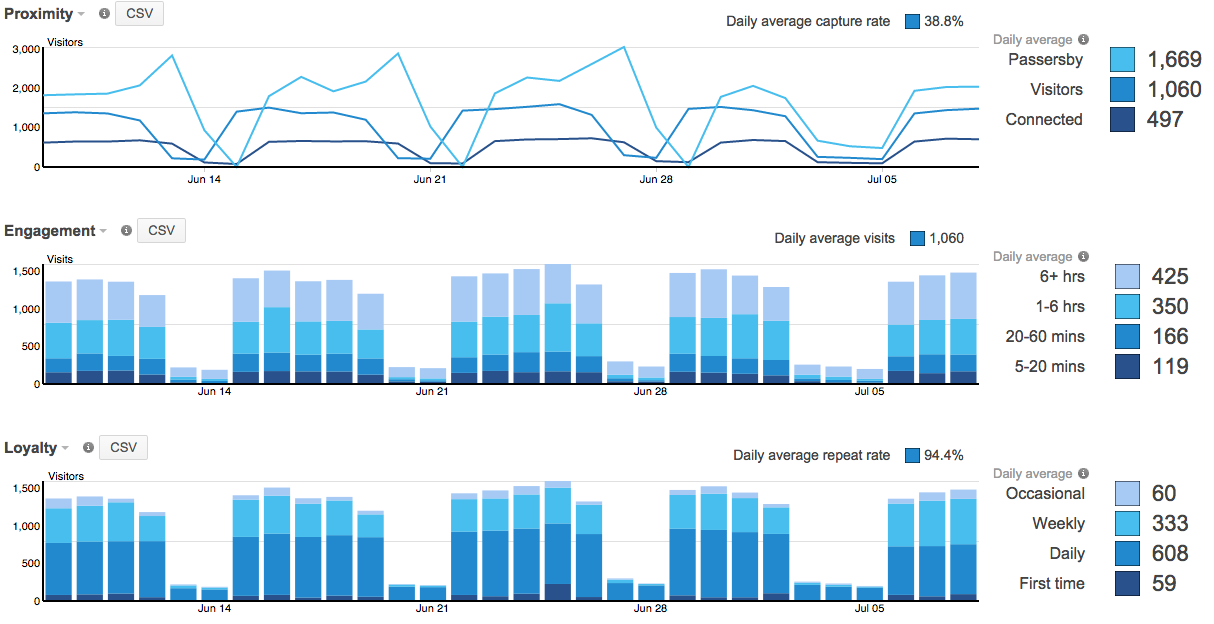 Proximity CSV Daily average capture rate 38.8%
Visitors
3,000
2,000
1,000
0
Jun 14 Jun 21 Jun 28 Jul 05
Daily average
Passersby 1,669
Visitors 1,060
Connected 497
Engagement CSV Daily average visits 1,060
Visits
1,500
1,000
500
0
Jun 14 Jun 21 Jun 28 Jul 05
Daily average
6+ hrs 425
1-6 hrs 350
20-60 mins 166
5-20 mins 119
Loyalty CSV Daily average repeat rate 94.4%
Visitors
1,500
1,000
500
0
Jun 14 Jun 21 Jun 28 Jul 05
Daily average
Occasional 60
Weekly 333
Daily 608
First time 59